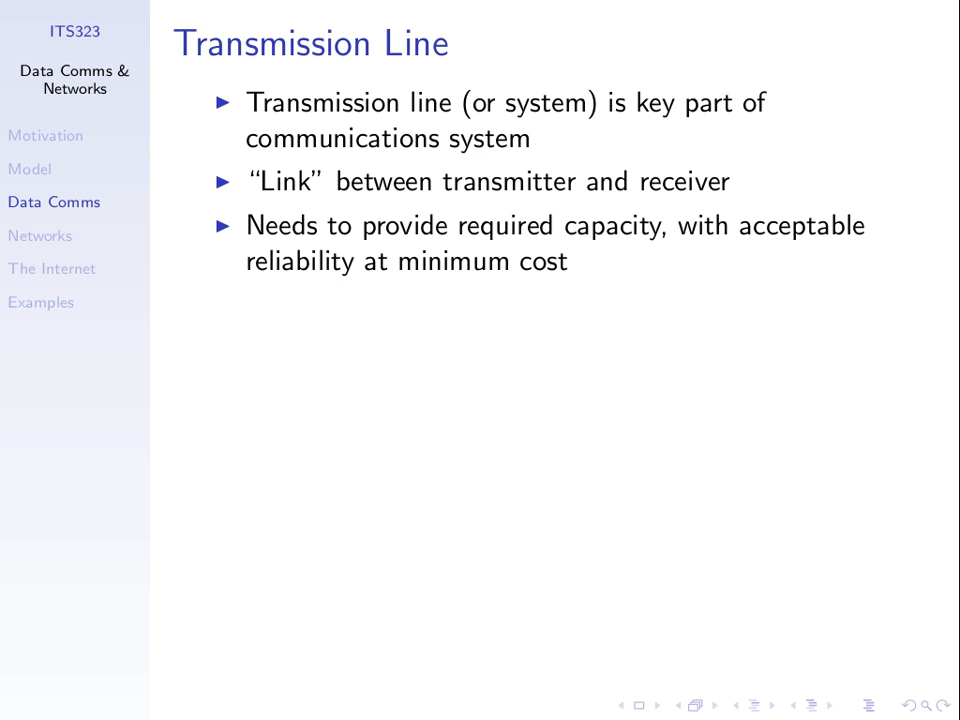 ITS323
Data Comms &
Networks
Motivation
Model
Data Comms
Networks
The Internet
Examples
Transmission Line
Transmission line (or system) is key part of
communications system
“Link” between transmitter and receiver
Needs to provide required capacity, with acceptable
reliability at minimum cost